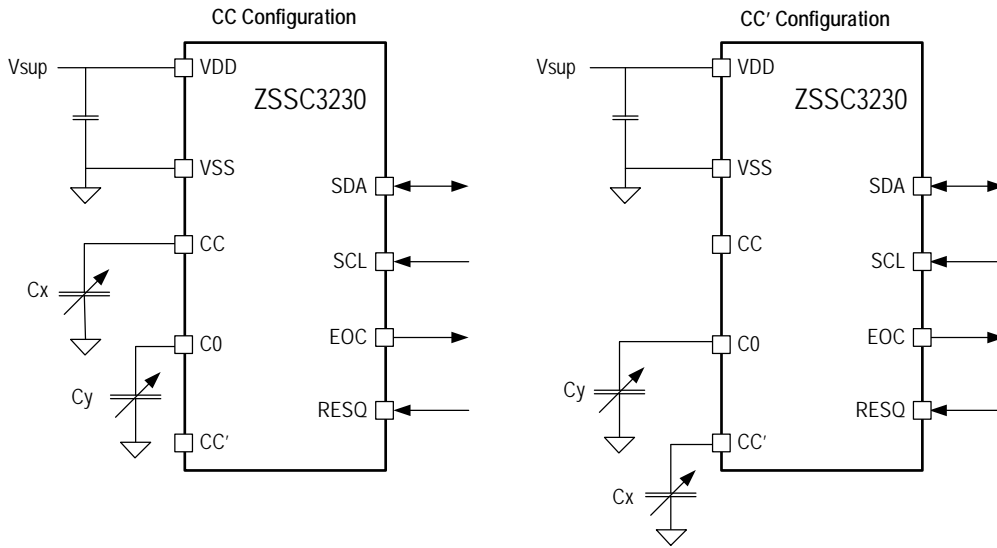 CC Configuration
Vsup
VDD
ZSSC3230
VSS
SDA
CC
SCL
Cx
C0
EOC
Cy
RESQ
CC'
CC' Configuration
Vsup
VDD
ZSSC3230
VSS
SDA
CC
SCL
C0
EOC
Cy
RESQ
CC'
Cx